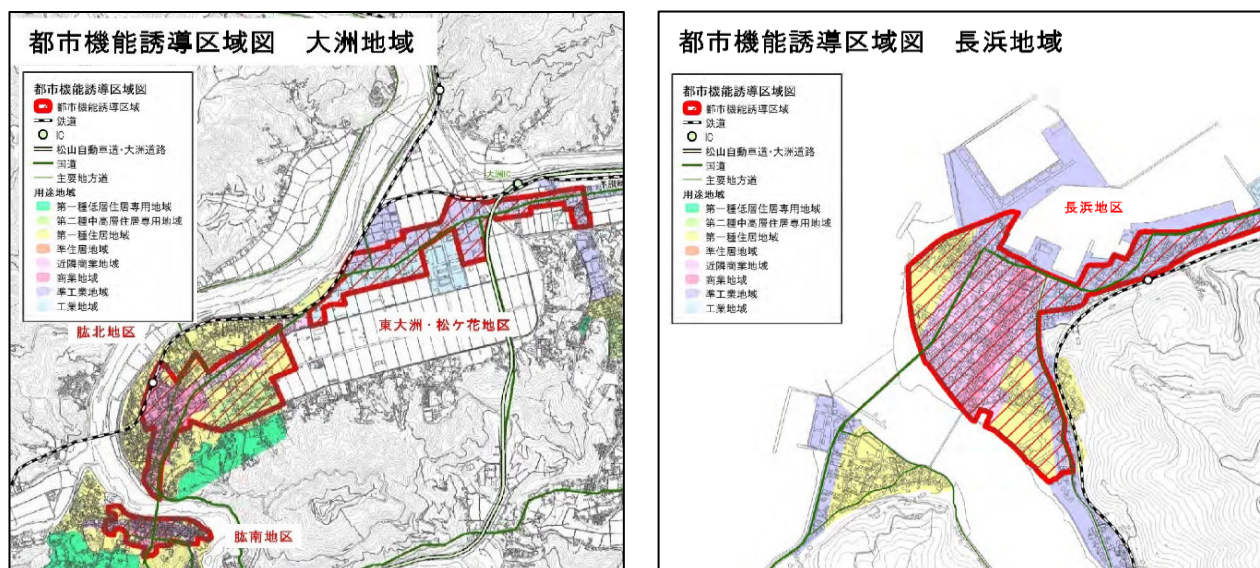 都市機能誘導区域図　大洲地域
都市機能誘導区域図
都市機能誘導区域
鉄道
IC
松山自動車道・大洲道路
国道
主要地方道
用途地域
第一種低層住居専用地域
第二種中高層住居専用地域
第一種住居地域
準住居地域
近隣商業地域
商業地域
準工業地域
工業地域
大洲IC
肱北地区
東大洲・松ケ花地区
肱南地区
都市機能誘導区域図　長浜地域
都市機能誘導区域図
都市機能誘導区域
鉄道
IC
松山自動車道・大洲道路
国道
主要地方道
用途地域
第一種低層住居専用地域
第二種中高層住居専用地域
第一種住居地域
準住居地域
近隣商業地域
商業地域
準工業地域
工業地域
長浜地区